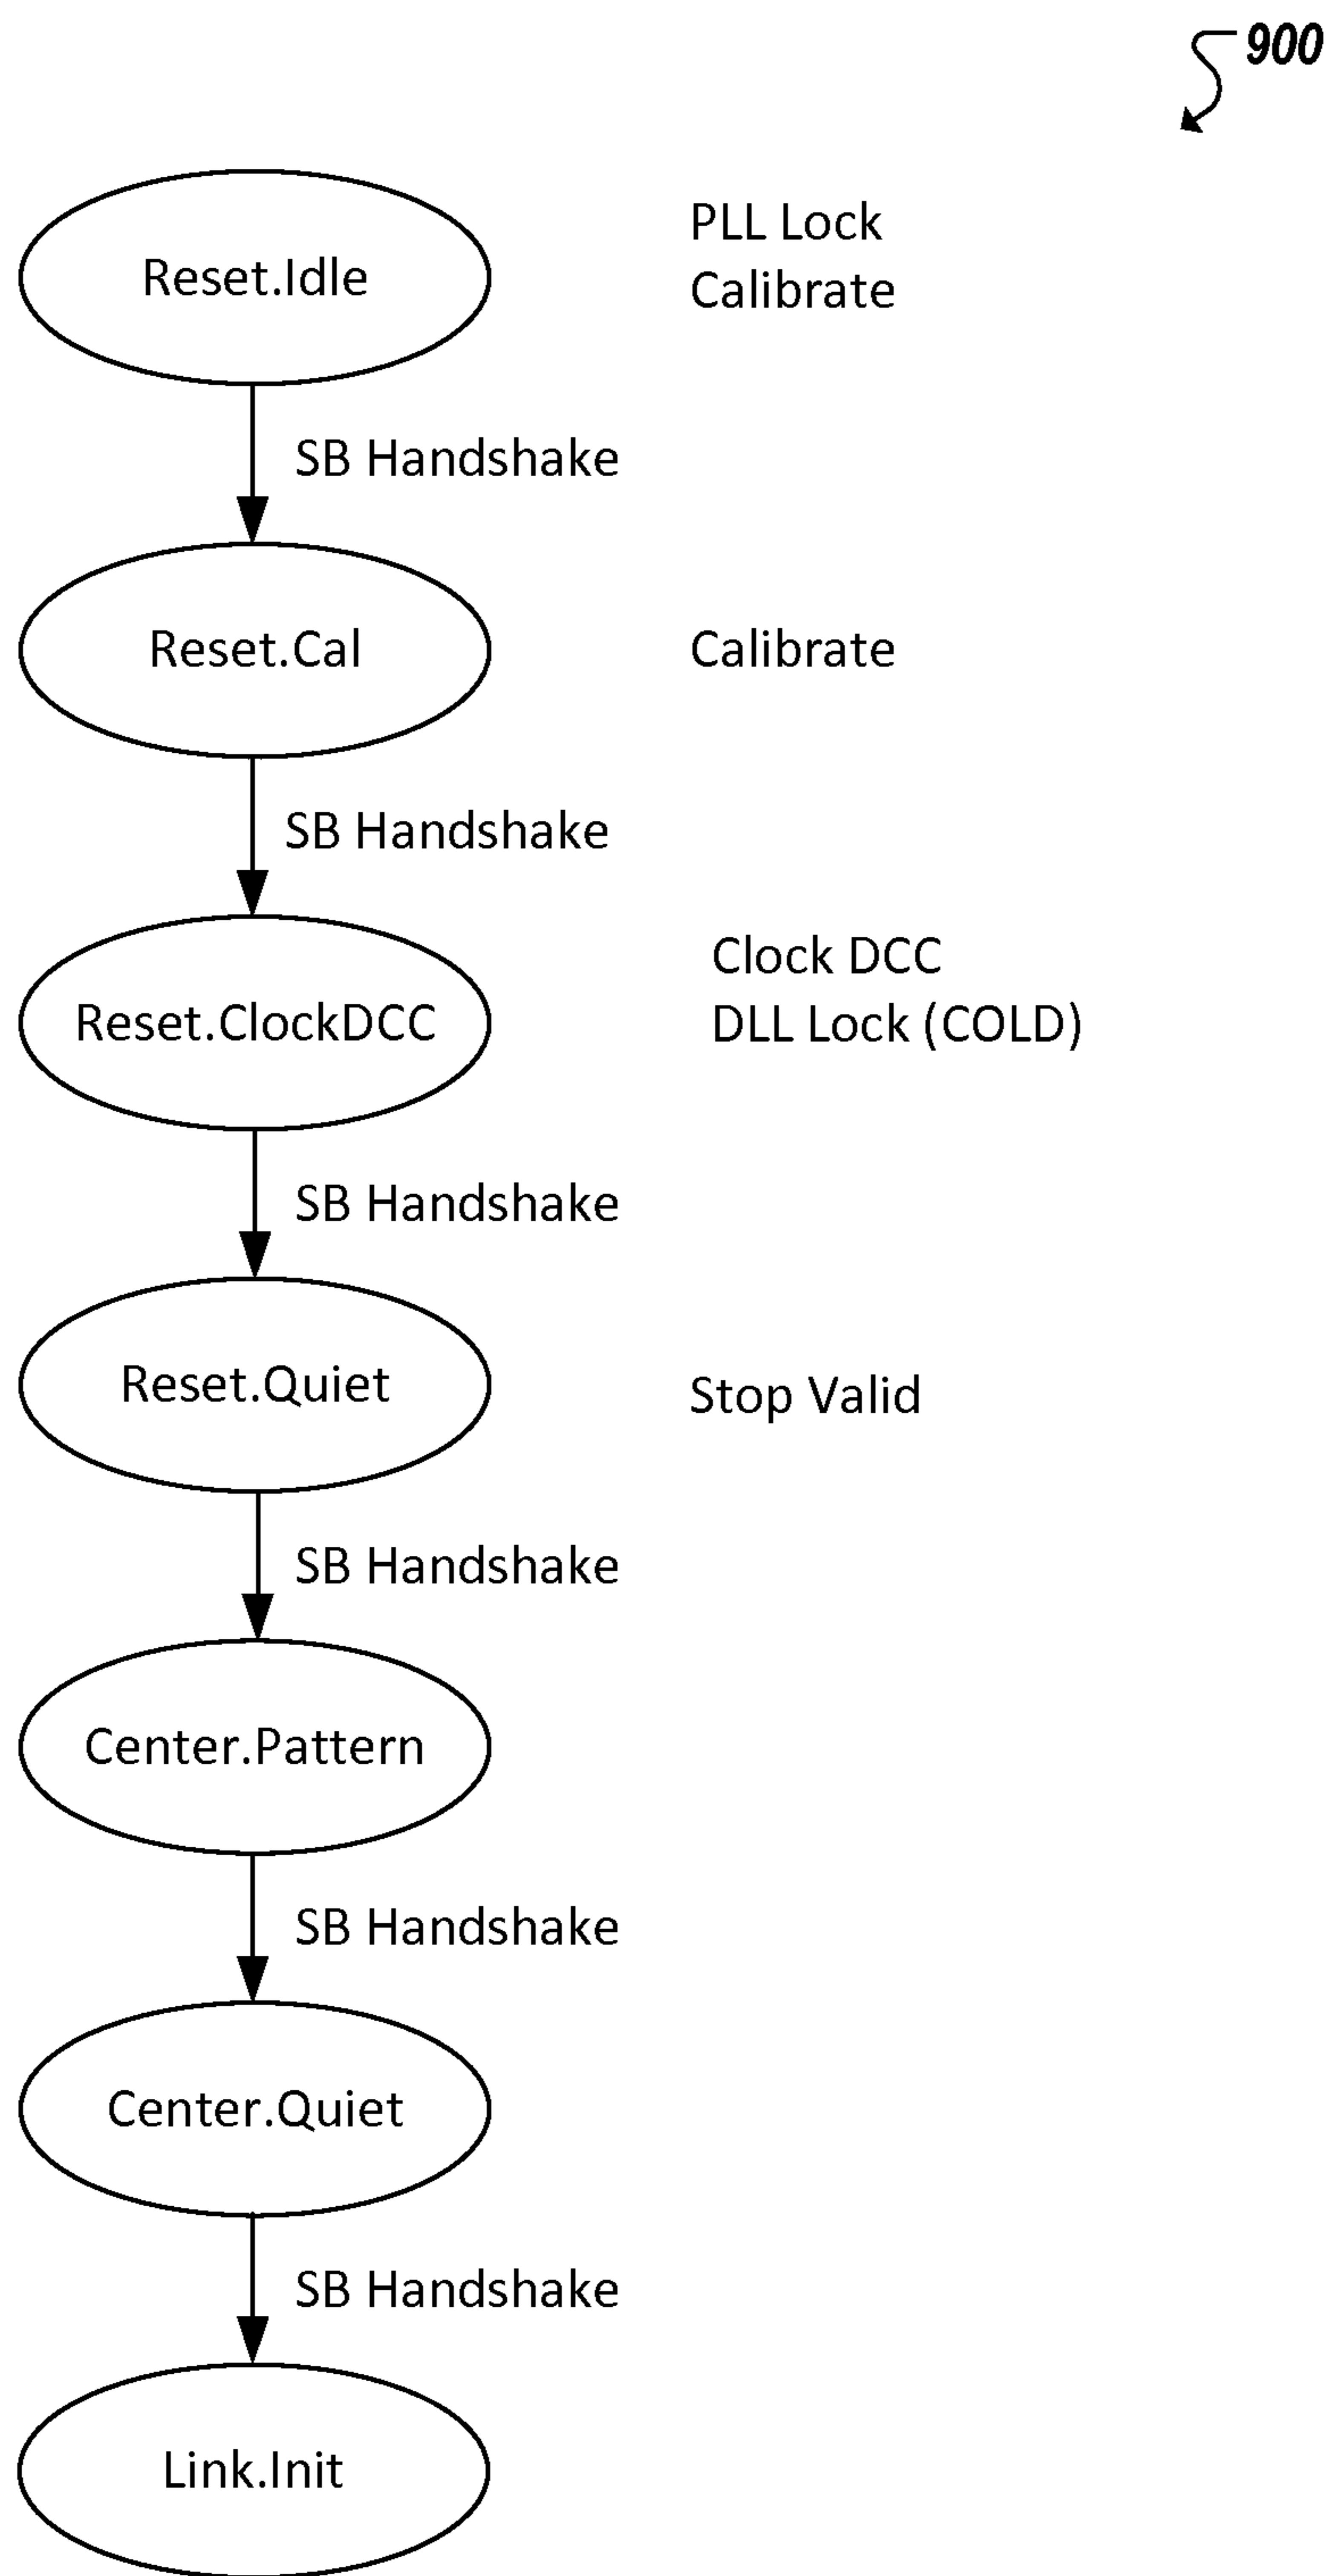 900
Reset.Idle
PLL Lock
Calibrate
SB Handshake
Reset.Cal
Calibrate
SB Handshake
Reset.ClockDCC
Clock DCC
DLL Lock (COLD)
SB Handshake
Reset.Quiet
Stop Valid
SB Handshake
Center.Pattern
SB Handshake
Center.Quiet
SB Handshake
Link.Init